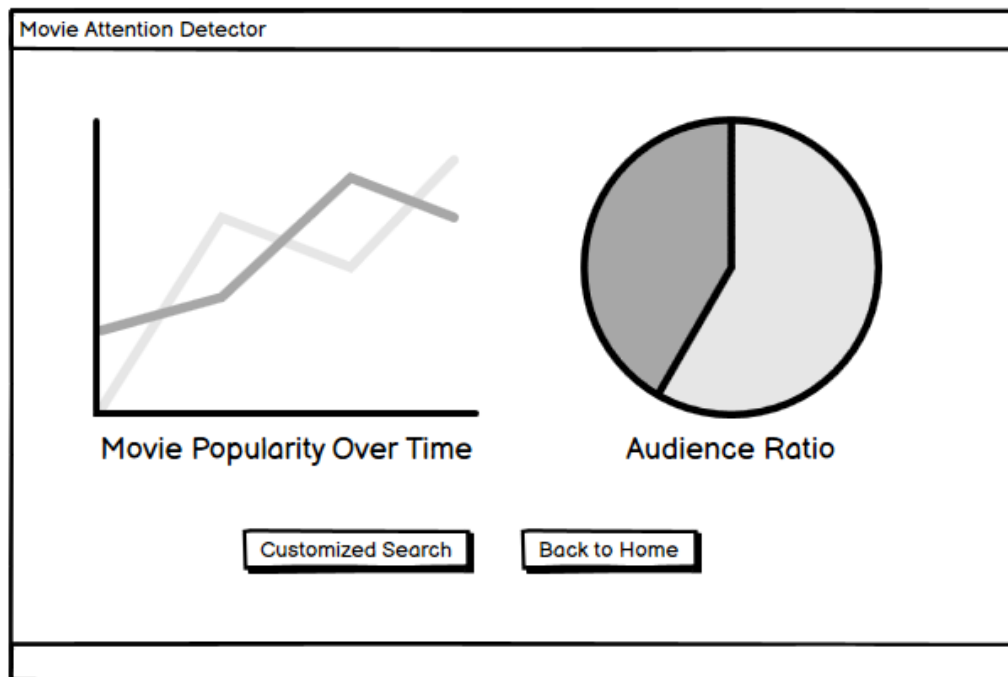 Movie Attention Detector
Movie Popularity Over Time
Audience Ratio
Customized Search
Back to Home